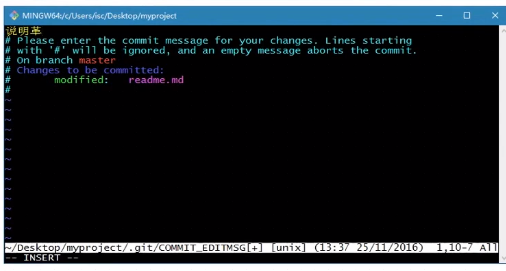 MINGW64:/c/Users/isc/Desktop/myproject
说明革
# Please enter the commit message for your changes. Lines starting
# with '#' will be ignored, and an empty message aborts the commit.
# On branch master
# Changes to be committed:
#       modified:   readme.md
#
~
~
~
~
~
~
~
~
~
~
~
~
~/Desktop/myproject/.git/COMMIT_EDITMSG[+] [unix] (13:37 25/11/2016) 1,10-7 All
-- INSERT --